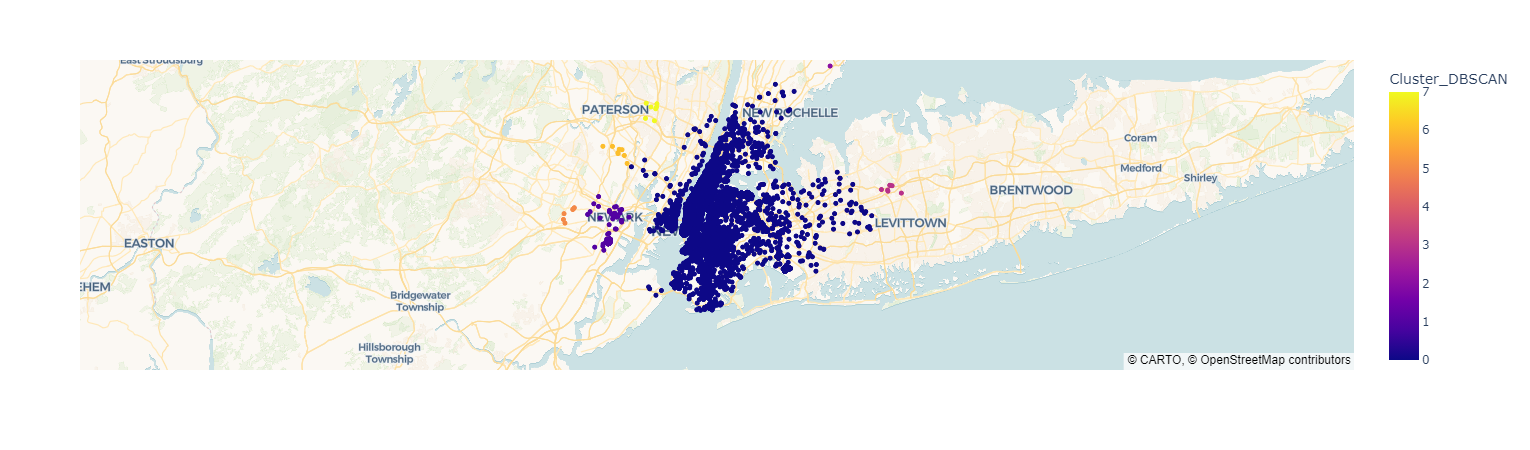 East Stroudsburg
Cluster_DBSCAN
7
PATERSON
NEW ROCHELLE
6
Coram
Medford
5
Shirley
BRENTWOOD
4
NEWARK
LEVITTOWN
EASTON
3
EHEM
2
Bridgewater
Township
1
Hillsborough
Township
© CARTO, © OpenStreetMap contributors
0